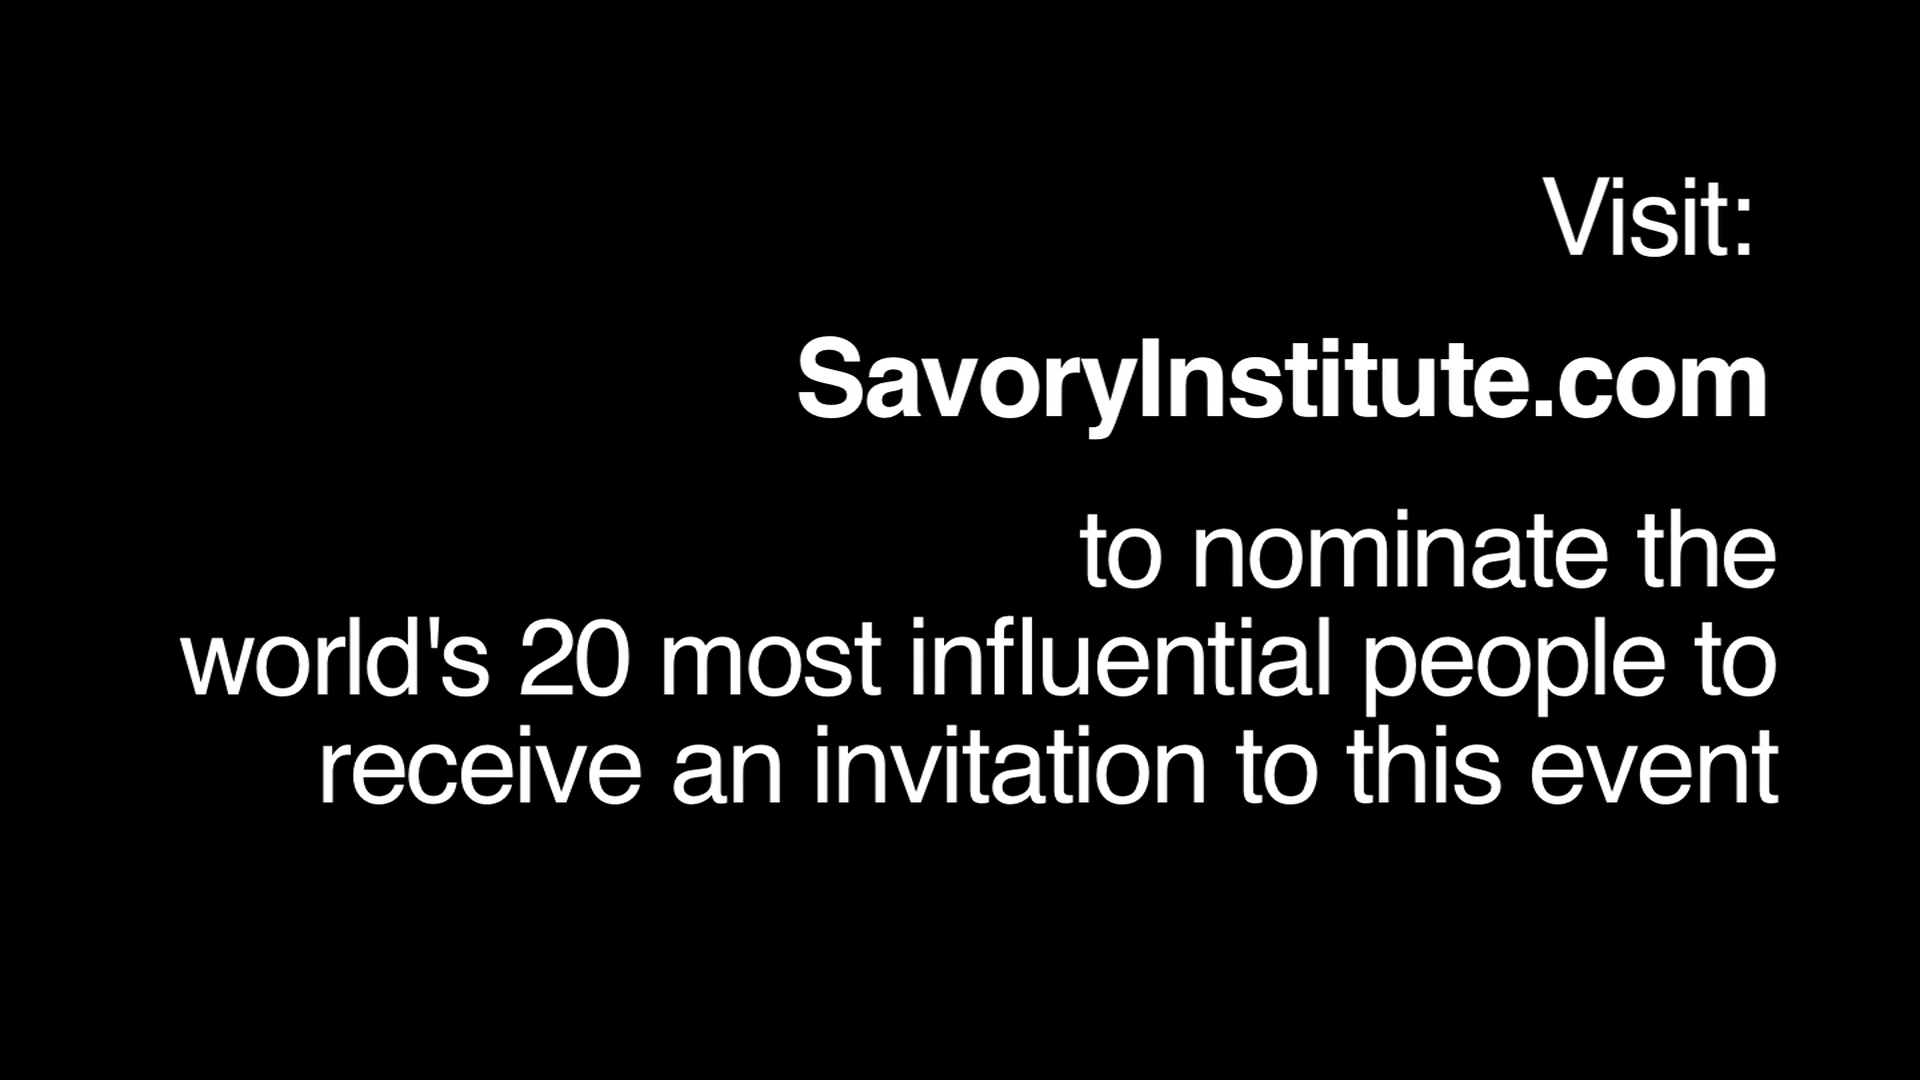 Visit:
SavoryInstitute.com
to nominate the
world's 20 most influential people to
receive an invitation to this event